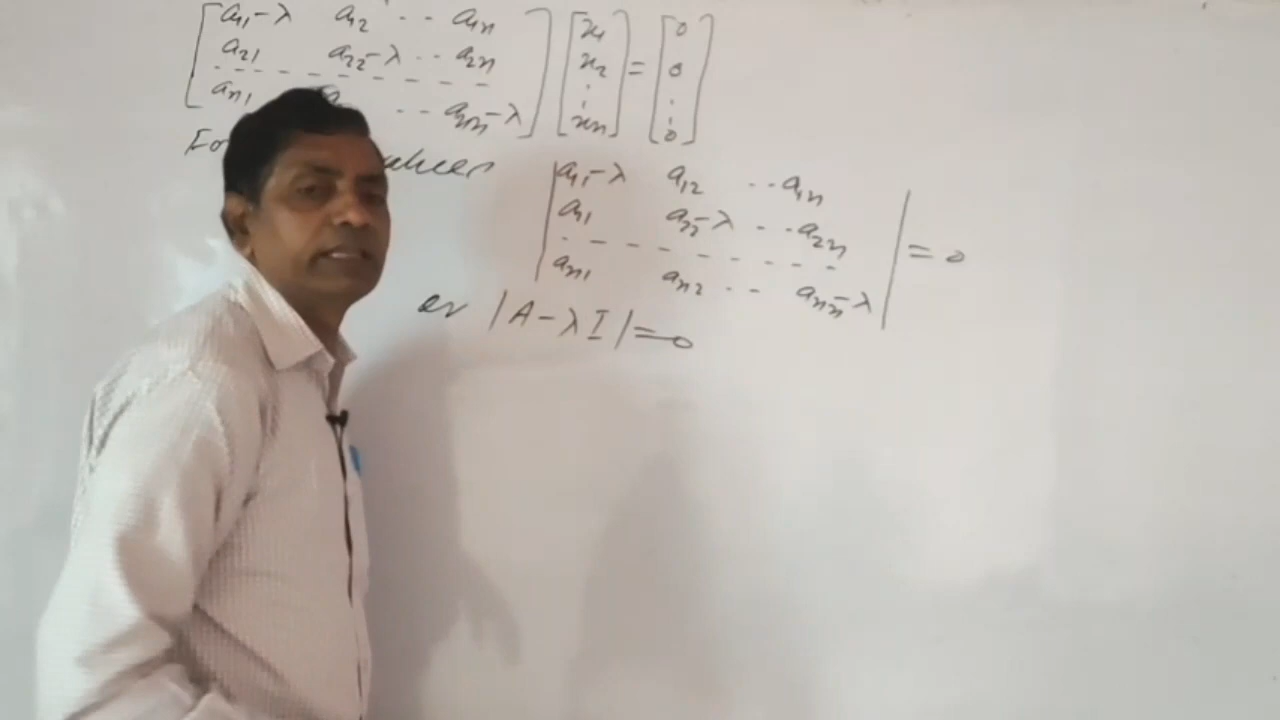 [a₁₁-λ a₁₂ .. a₁ₙ] [x₁] = [0]
[a₂₁ a₂₂-λ .. a₂ₙ] [x₂] [0]
[aₙ₁ .. aₙₙ-λ] [xₙ] [0]
|a₁₁-λ a₁₂ .. a₁ₙ|
|a₂₁ a₂₂-λ .. a₂ₙ| = 0
|aₙ₁ aₙ₂ .. aₙₙ-λ|
or |A-λI|=0